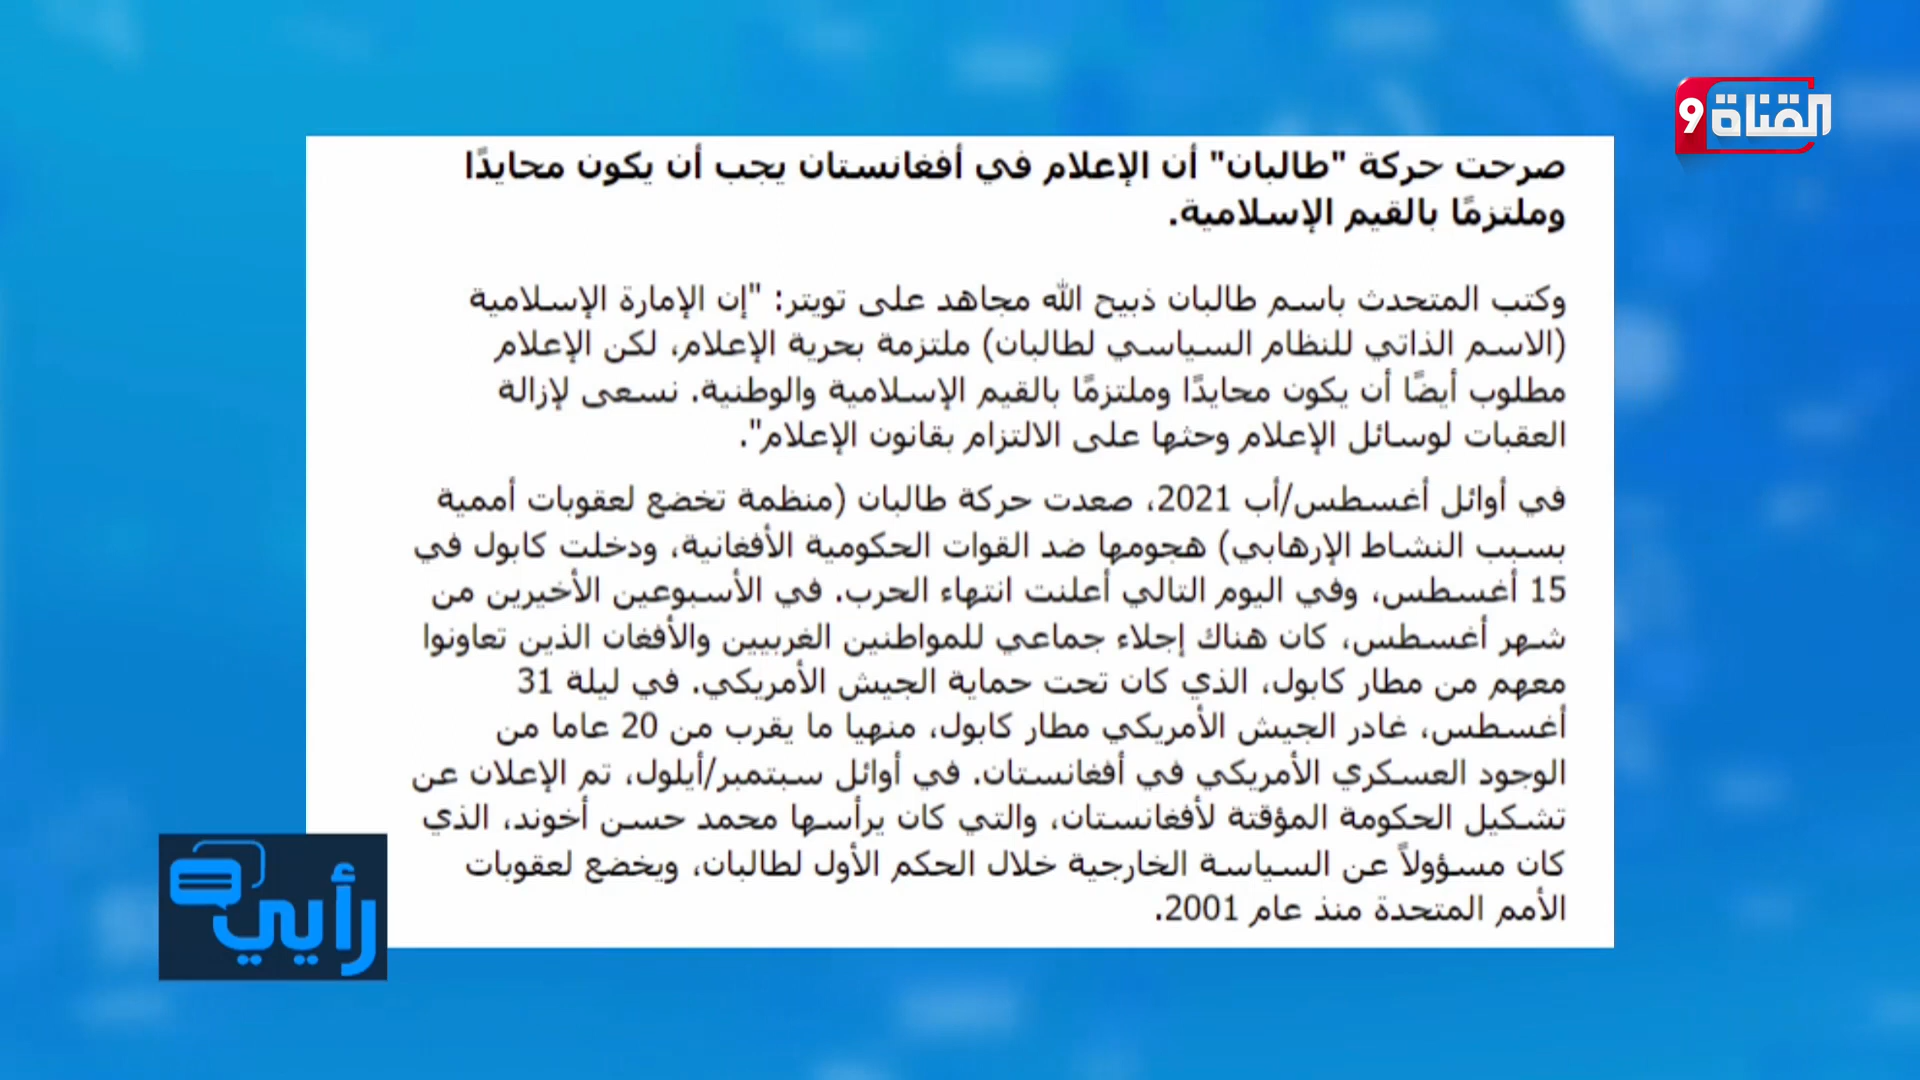 القناة 9
صرحت حركة "طالبان" أن الإعلام في أفغانستان يجب أن يكون محايدًا
وملتزمًا بالقيم الإسلامية.
وكتب المتحدث باسم طالبان ذبيح الله مجاهد على تويتر: "إن الإمارة الإسلامية
(الاسم الذاتي للنظام السياسي لطالبان) ملتزمة بحرية الإعلام، لكن الإعلام
مطلوب أيضًا أن يكون محايدًا وملتزمًا بالقيم الإسلامية والوطنية. نسعى لإزالة
العقبات لوسائل الإعلام وحثها على الالتزام بقانون الإعلام".
في أوائل أغسطس/أب 2021، صعدت حركة طالبان (منظمة تخضع لعقوبات أممية
بسبب النشاط الإرهابي) هجومها ضد القوات الحكومية الأفغانية، ودخلت كابول في
15 أغسطس، وفي اليوم التالي أعلنت انتهاء الحرب. في الأسبوعين الأخيرين من
شهر أغسطس، كان هناك إجلاء جماعي للمواطنين الغربيين والأفغان الذين تعاونوا
معهم من مطار كابول، الذي كان تحت حماية الجيش الأمريكي. في ليلة 31
أغسطس، غادر الجيش الأمريكي مطار كابول، منهيا ما يقرب من 20 عاما من
الوجود العسكري الأمريكي في أفغانستان. في أوائل سبتمبر/أيلول، تم الإعلان عن
تشكيل الحكومة المؤقتة لأفغانستان، والتي كان يرأسها محمد حسن أخوند، الذي
كان مسؤولاً عن السياسة الخارجية خلال الحكم الأول لطالبان، ويخضع لعقوبات
الأمم المتحدة منذ عام 2001.
رأيي